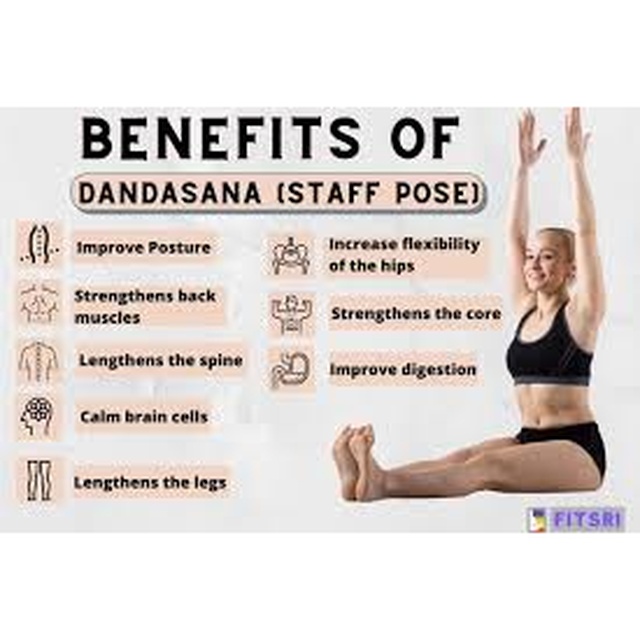 BENEFITS OF
DANDASANA (STAFF POSE)
Improve Posture
Strengthens back
muscles
Lengthens the spine
Calm brain cells
Lengthens the legs
Increase flexibility
of the hips
Strengthens the core
Improve digestion
FITSRI